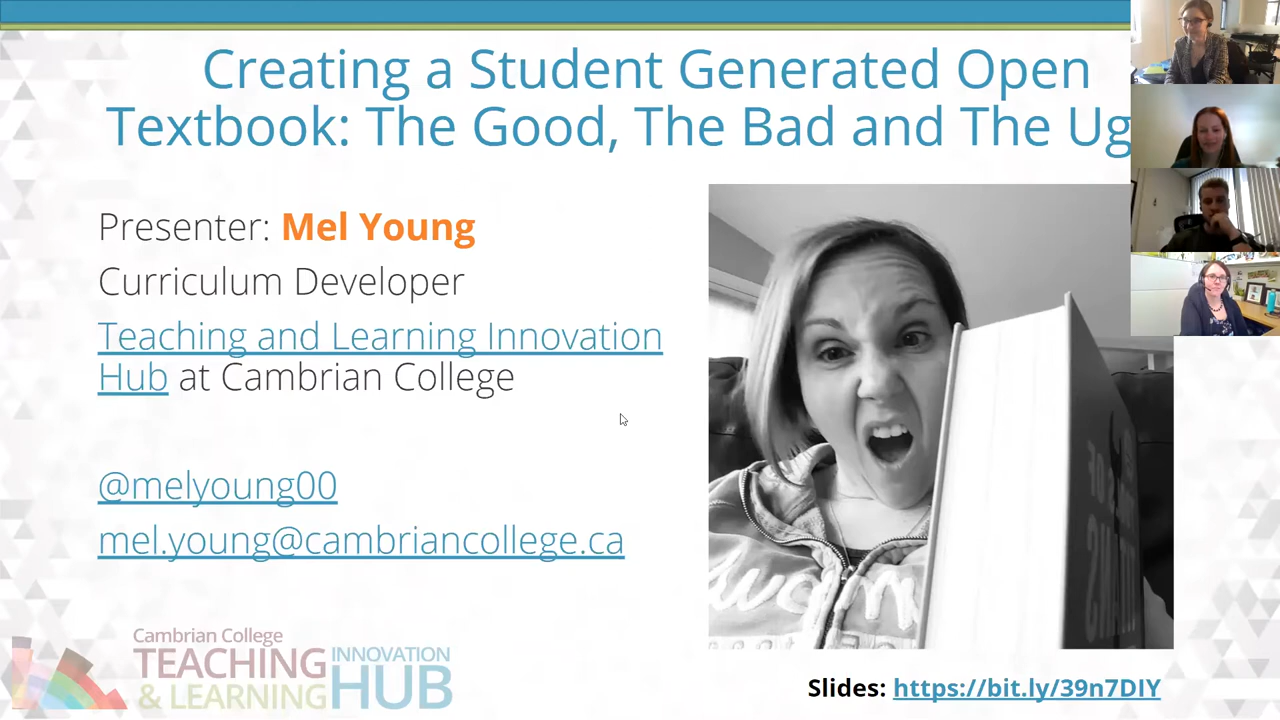 Creating a Student Generated Open
Textbook: The Good, The Bad and The Ug
Presenter: Mel Young
Curriculum Developer
Teaching and Learning Innovation
Hub at Cambrian College
@melyoung00
mel.young@cambriancollege.ca
Cambrian College
TEACHING
& LEARNING
INNOVATION
HUB
Slides: https://bit.ly/39n7DIY